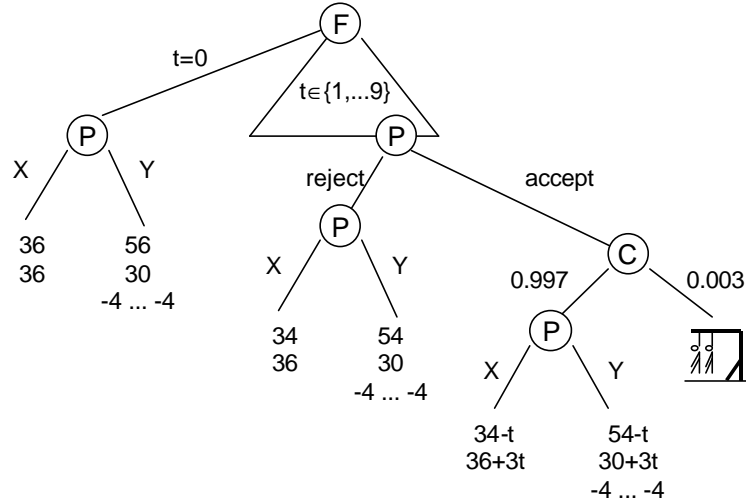 F
t=0
t∈{1,...9}
P
P
X
Y
reject
accept
36
56
36
30
-4 ... -4
P
C
X
Y
0.997
0.003
34
54
36
30
-4 ... -4
P
X
Y
34-t
54-t
36+3t
30+3t
-4 ... -4